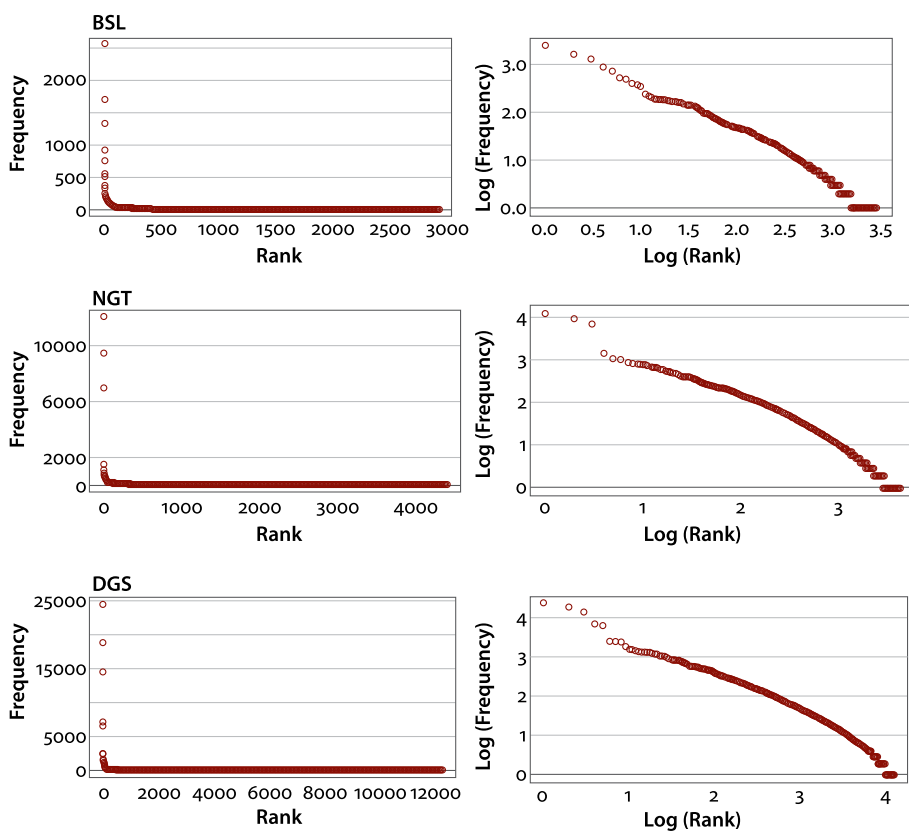 BSL
Frequency
2000
1000
500
0
0 500 1000 1500 2000 2500 3000
Rank
Log (Frequency)
3.0
2.0
1.0
0.0
0.0 0.5 1.0 1.5 2.0 2.5 3.0 3.5
Log (Rank)
NGT
Frequency
10000
6000
2000
0
0 1000 2000 3000 4000
Rank
Log (Frequency)
4
3
2
1
0
0 1 2 3
Log (Rank)
DGS
Frequency
25000
15000
5000
0
0 2000 4000 6000 8000 10000 12000
Rank
Log (Frequency)
4
3
2
1
0
0 1 2 3 4
Log (Rank)